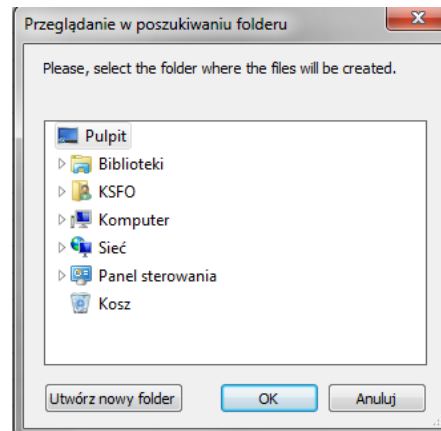 Przeglądanie w poszukiwaniu folderu
Please, select the folder where the files will be created.
Pulpit
Biblioteki
KSFO
Komputer
Sieć
Panel sterowania
Kosz
Utwórz nowy folder
OK
Anuluj